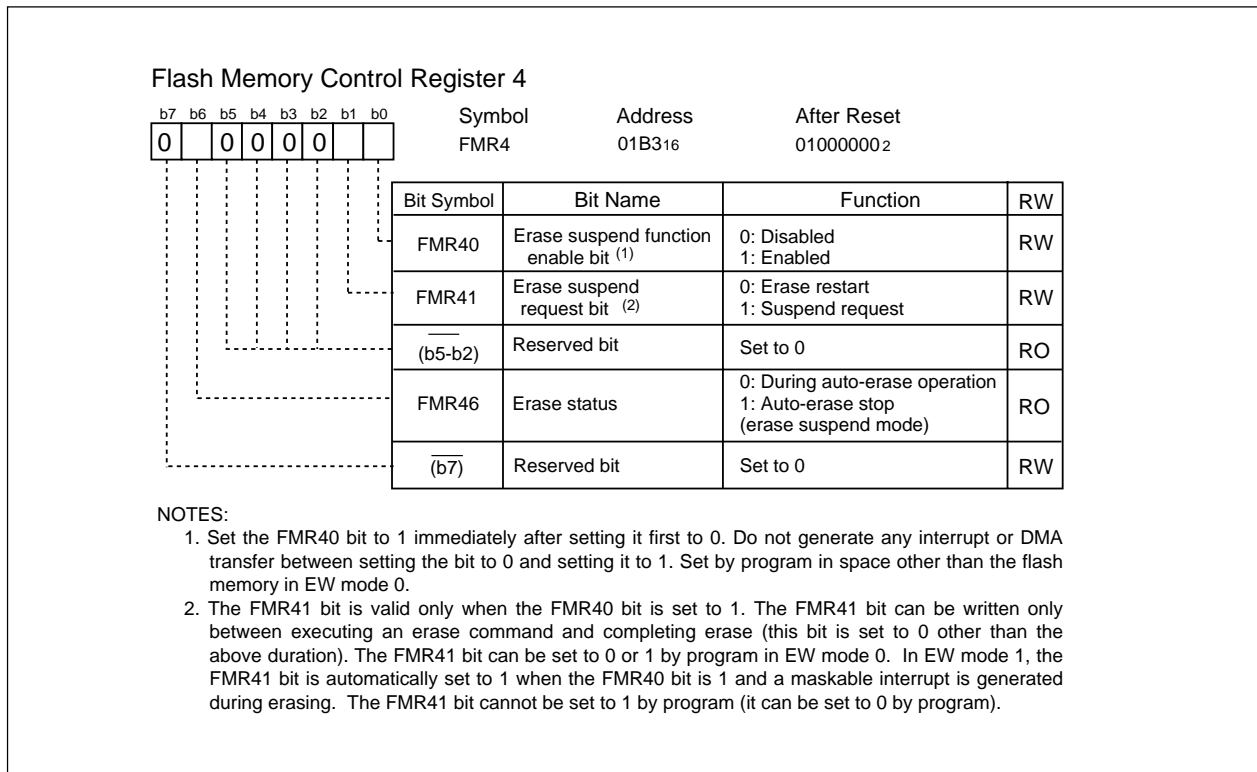 Flash Memory Control Register 4
b7 b6 b5 b4 b3 b2 b1 b0
Symbol Address After Reset
0 0 0 0 0
FMR4 01B316 010000002
Bit Symbol Bit Name Function RW
FMR40 Erase suspend function enable bit (1) 0: Disabled RW
1: Enabled
FMR41 Erase suspend request bit (2) 0: Erase restart RW
1: Suspend request
(b5-b2) Reserved bit Set to 0 RO
FMR46 Erase status 0: During auto-erase operation RO
1: Auto-erase stop
(erase suspend mode)
(b7) Reserved bit Set to 0 RW
NOTES:
1. Set the FMR40 bit to 1 immediately after setting it first to 0. Do not generate any interrupt or DMA
transfer between setting the bit to 0 and setting it to 1. Set by program in space other than the flash
memory in EW mode 0.
2. The FMR41 bit is valid only when the FMR40 bit is set to 1. The FMR41 bit can be written only
between executing an erase command and completing erase (this bit is set to 0 other than the
above duration). The FMR41 bit can be set to 0 or 1 by program in EW mode 0. In EW mode 1, the
FMR41 bit is automatically set to 1 when the FMR40 bit is 1 and a maskable interrupt is generated
during erasing. The FMR41 bit cannot be set to 1 by program (it can be set to 0 by program).